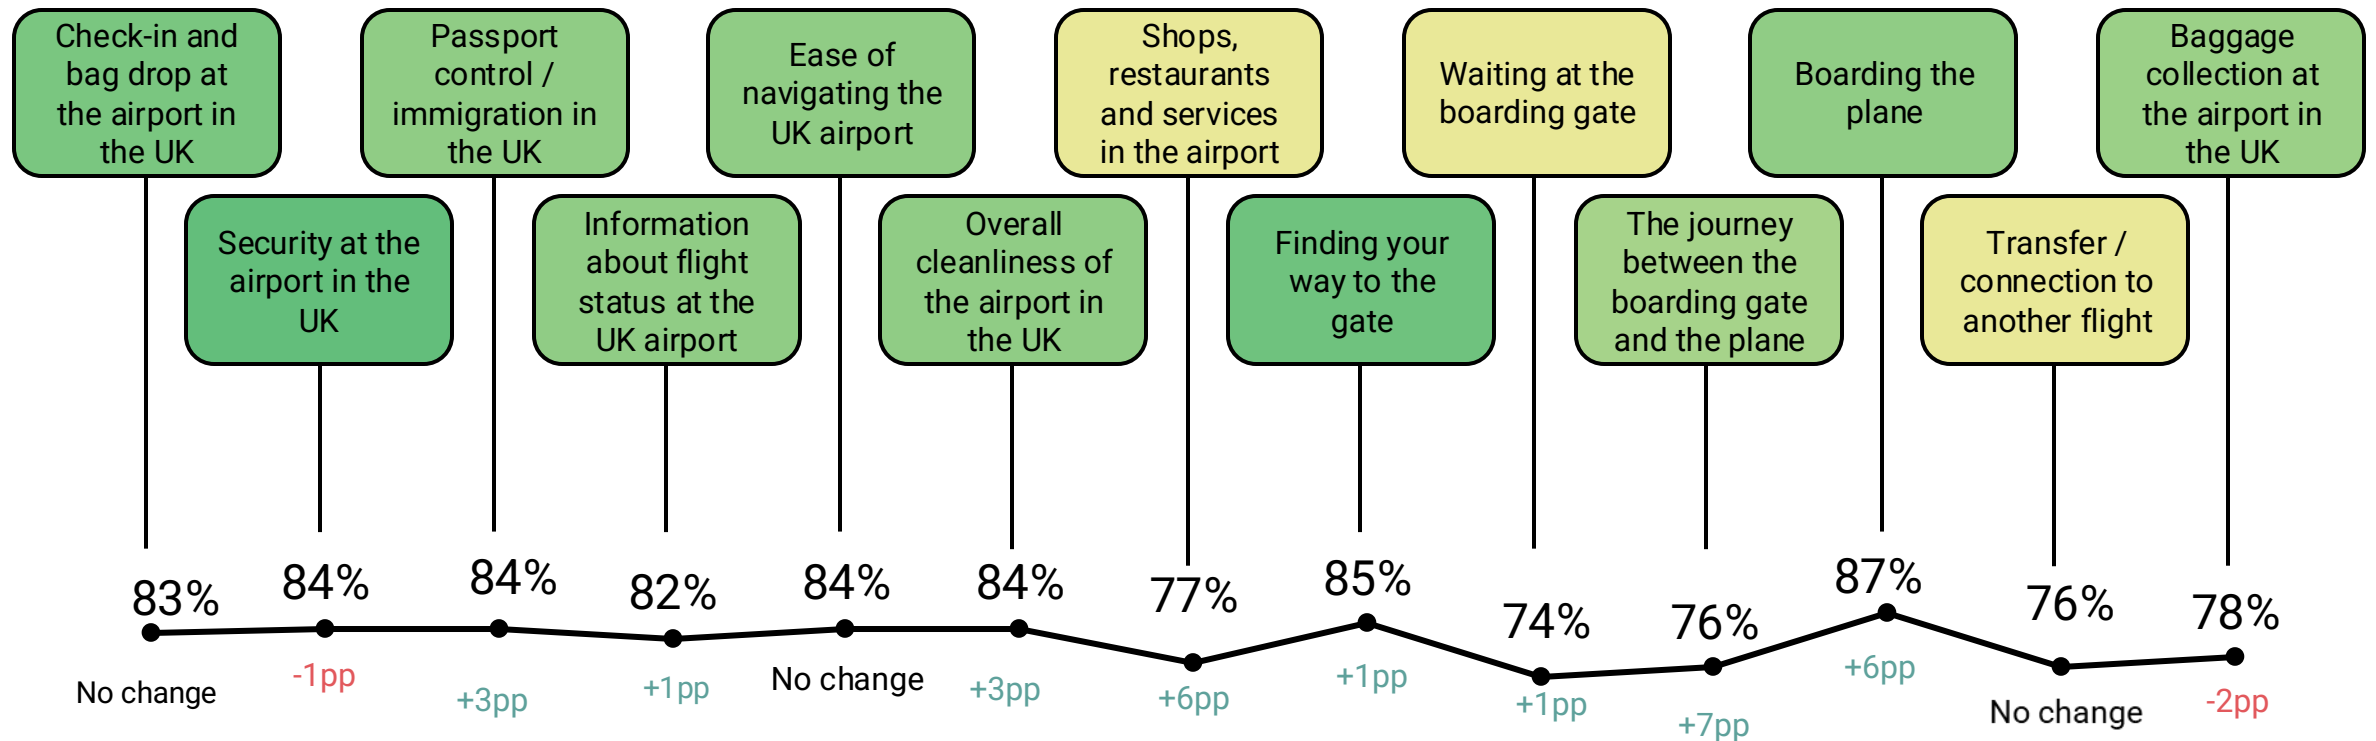 Check-in and
bag drop at
the airport in
the UK
Security at the
airport in the
UK
Passport
control /
immigration in
the UK
Information
about flight
status at the
UK airport
Ease of
navigating the
UK airport
Overall
cleanliness of
the airport in
the UK
Shops,
restaurants
and services
in the airport
Finding your
way to the
gate
Waiting at the
boarding gate
The journey
between the
boarding gate
and the plane
Boarding the
plane
Transfer /
connection to
another flight
Baggage
collection at
the airport in
the UK
83%
84%
84%
82%
84%
84%
77%
85%
74%
76%
87%
76%
78%
No change
-1pp
+3pp
+1pp
No change
+3pp
+6pp
+1pp
+1pp
+7pp
+6pp
No change
-2pp